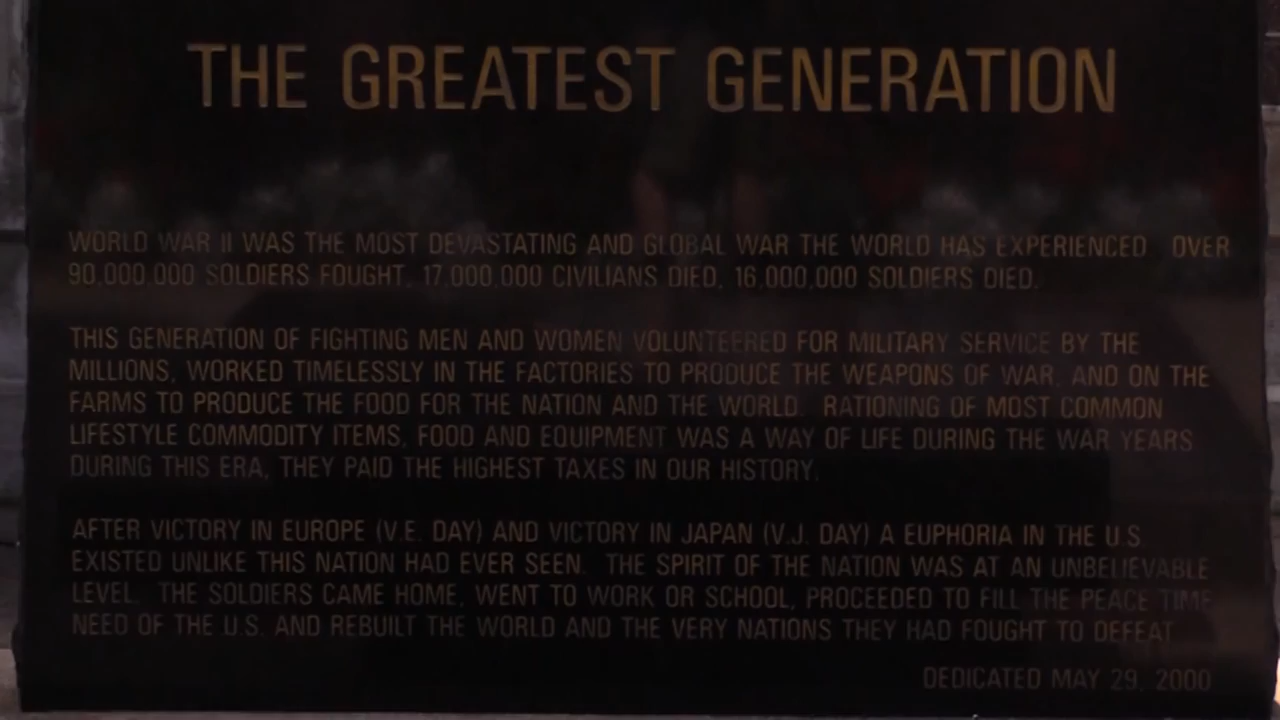 THE GREATEST GENERATION
WORLD WAR II WAS THE MOST DEVASTATING AND GLOBAL WAR THE WORLD HAS EXPERIENCED. OVER
90,000,000 SOLDIERS FOUGHT, 17,000,000 CIVILIANS DIED, 16,000,000 SOLDIERS DIED.
THIS GENERATION OF FIGHTING MEN AND WOMEN VOLUNTEERED FOR MILITARY SERVICE BY THE
MILLIONS, WORKED TIMELESSLY IN THE FACTORIES TO PRODUCE THE WEAPONS OF WAR, AND ON THE
FARMS TO PRODUCE THE FOOD FOR THE NATION AND THE WORLD. RATIONING OF MOST COMMON
LIFESTYLE COMMODITY ITEMS, FOOD AND EQUIPMENT WAS A WAY OF LIFE DURING THE WAR YEARS
DURING THIS ERA, THEY PAID THE HIGHEST TAXES IN OUR HISTORY.
AFTER VICTORY IN EUROPE (V.E. DAY) AND VICTORY IN JAPAN (V.J. DAY) A EUPHORIA IN THE U.S.
EXISTED UNLIKE THIS NATION HAD EVER SEEN. THE SPIRIT OF THE NATION WAS AT AN UNBELIEVABLE
LEVEL. THE SOLDIERS CAME HOME, WENT TO WORK OR SCHOOL, PROCEEDED TO FILL THE PEACE TIME
NEED OF THE U.S. AND REBUILT THE WORLD AND THE VERY NATIONS THEY HAD FOUGHT TO DEFEAT.
DEDICATED MAY 29, 2000